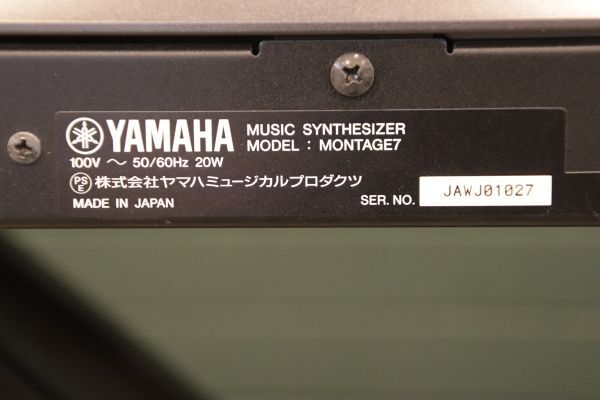 YAMAHA MUSIC SYNTHESIZER
MODEL : MONTAGE7
100V ~ 50/60Hz 20W
PSE 株式会社ヤマハミュージカルプロダクツ
MADE IN JAPAN SER. NO. JAWJ01027